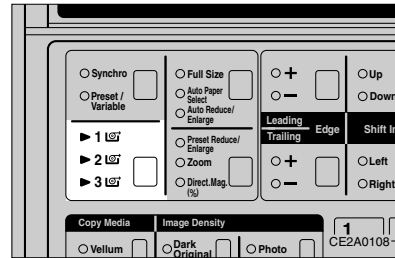 Synchro
Preset /
Variable
1
2
3
Full Size
Auto Paper
Select
Auto Reduce/
Enlarge
Preset Reduce/
Enlarge
Zoom
Direct.Mag.
(%)
+
−
Leading
Trailing
Edge
+
−
Up
Down
Shift
Left
Right
Copy Media
Vellum
Image Density
Dark
Original
Photo
1
CE2A0108